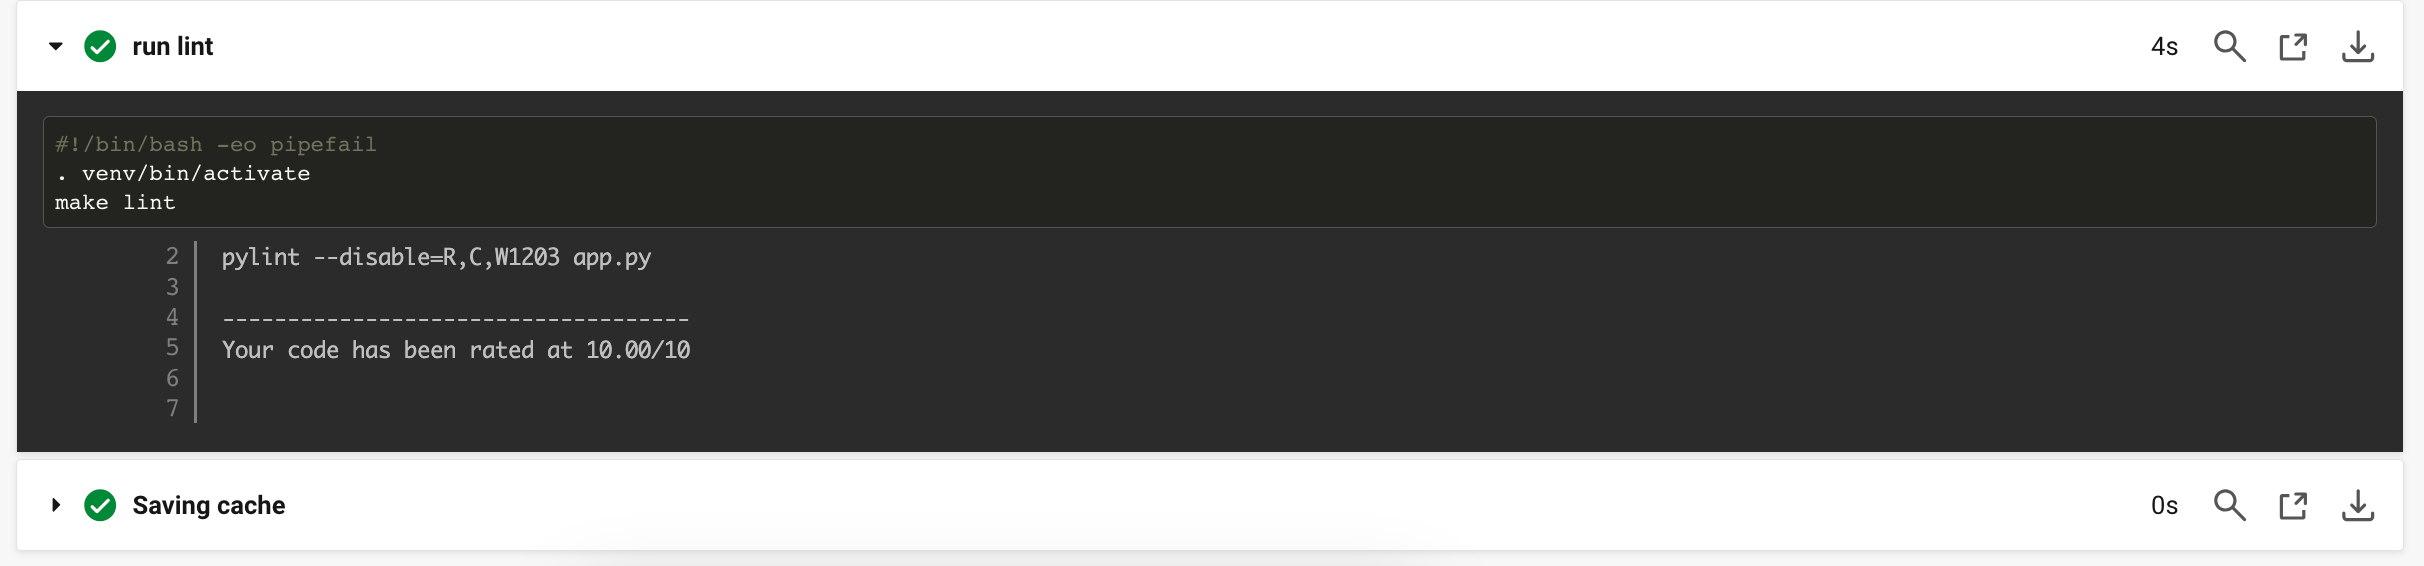 run lint 4s
#!/bin/bash -eo pipefail
. venv/bin/activate
make lint
2 pylint --disable=R,C,W1203 app.py
3
4 ------------------------------------
5 Your code has been rated at 10.00/10
6
7
Saving cache 0s